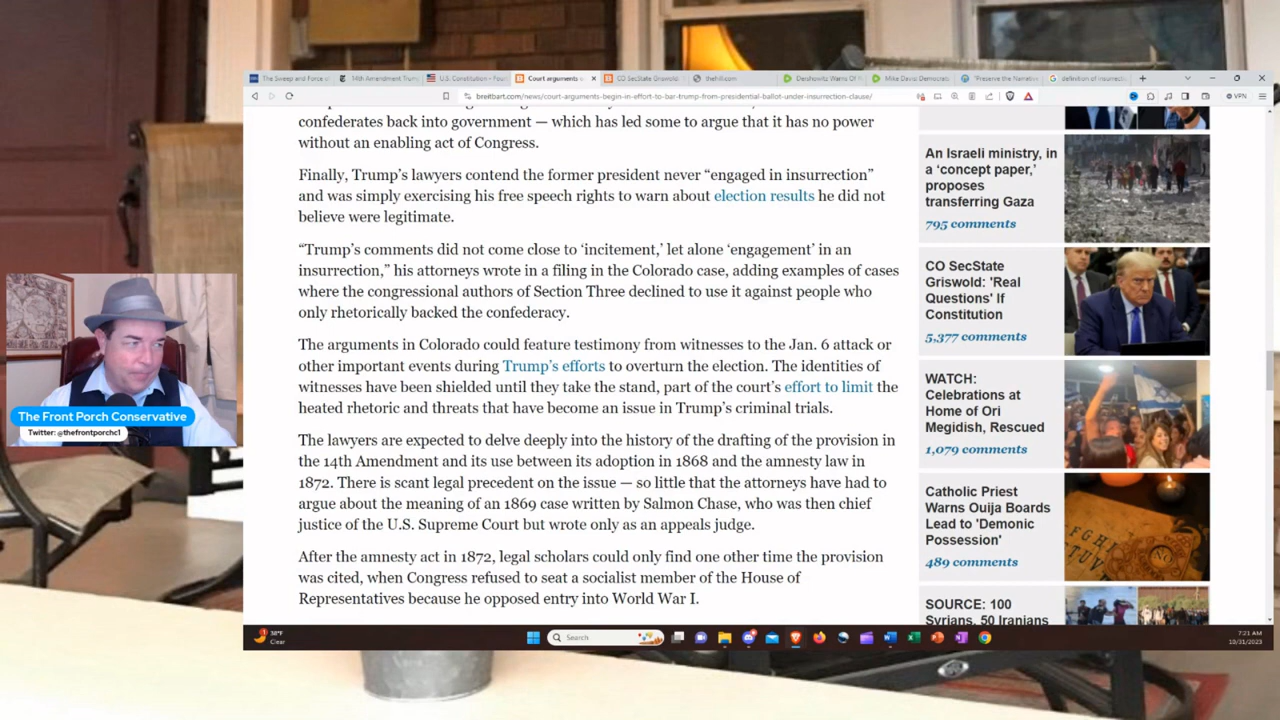 The Sweep and Force o
14th Amendment Trump
U.S. Constitution - Four
Court arguments
CO SecState Griswold:
thehill.com
Dershowitz Warns Of
Mike Davis: Democrats
"Preserve the Narrativ
definition of insurrecti
breitbart.com/news/court-arguments-begin-in-effort-to-bar-trump-from-presidential-ballot-under-insurrection-clause/
VPN
confederates back into government — which has led some to argue that it has no power
without an enabling act of Congress.
Finally, Trump's lawyers contend the former president never “engaged in insurrection”
and was simply exercising his free speech rights to warn about election results he did not
believe were legitimate.
“Trump's comments did not come close to ‘incitement,’ let alone ‘engagement’ in an
insurrection,” his attorneys wrote in a filing in the Colorado case, adding examples of cases
where the congressional authors of Section Three declined to use it against people who
only rhetorically backed the confederacy.
The arguments in Colorado could feature testimony from witnesses to the Jan. 6 attack or
other important events during Trump's efforts to overturn the election. The identities of
witnesses have been shielded until they take the stand, part of the court's effort to limit the
heated rhetoric and threats that have become an issue in Trump's criminal trials.
The lawyers are expected to delve deeply into the history of the drafting of the provision in
the 14th Amendment and its use between its adoption in 1868 and the amnesty law in
1872. There is scant legal precedent on the issue — so little that the attorneys have had to
argue about the meaning of an 1869 case written by Salmon Chase, who was then chief
justice of the U.S. Supreme Court but wrote only as an appeals judge.
After the amnesty act in 1872, legal scholars could only find one other time the provision
was cited, when Congress refused to seat a socialist member of the House of
Representatives because he opposed entry into World War I.
An Israeli ministry, in
a ‘concept paper,’
proposes
transferring Gaza
795 comments
CO SecState
Griswold: 'Real
Questions' If
Constitution
5,377 comments
WATCH:
Celebrations at
Home of Ori
Megidish, Rescued
1,079 comments
Catholic Priest
Warns Ouija Boards
Lead to 'Demonic
Possession'
489 comments
SOURCE: 100
Syrians, 50 Iranians
The Front Porch Conservative
Twitter: @thefrontporchc1
38°F
Clear
Search
7:21 AM
10/31/2023